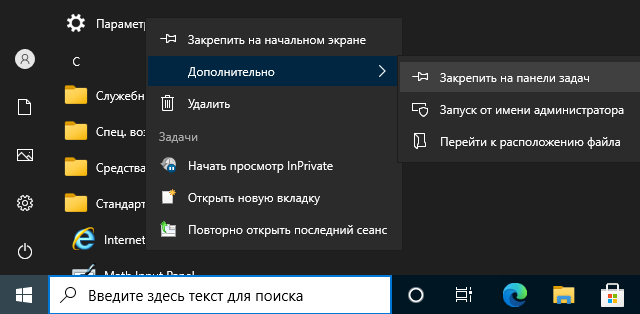 Параметр
С
Служебн
Спец. воз
Средства
Стандарт
Internet
Math Input Panel
Закрепить на начальном экране
Дополнительно
Удалить
Задачи
Начать просмотр InPrivate
Открыть новую вкладку
Повторно открыть последний сеанс
Закрепить на панели задач
Запуск от имени администратора
Перейти к расположению файла
Введите здесь текст для поиска